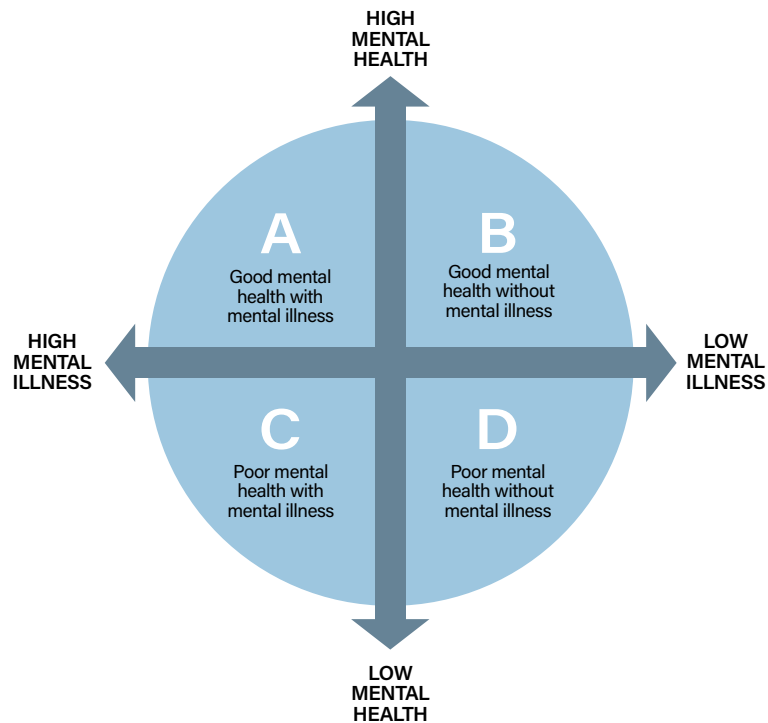 HIGH
MENTAL
HEALTH
A
Good mental
health with
mental illness
B
Good mental
health without
mental illness
HIGH
MENTAL
ILLNESS
LOW
MENTAL
ILLNESS
C
Poor mental
health with
mental illness
D
Poor mental
health without
mental illness
LOW
MENTAL
HEALTH